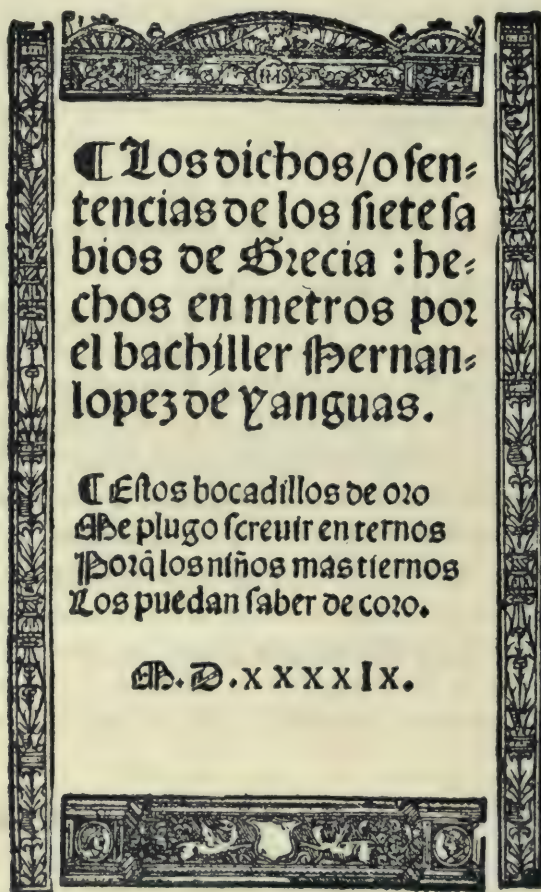 IHS
¶ Los dichos/o sen⸗
tencias de los siete sa
bios de Grecia : he⸗
chos en metros por
el bachiller Hernan⸗
lopez de Yanguas.
¶ Estos bocadillos de oro
Me plugo screuir en ternos
Porq̃ los niños mas tiernos
Los puedan saber de coro.
M.D.xxxxIx.